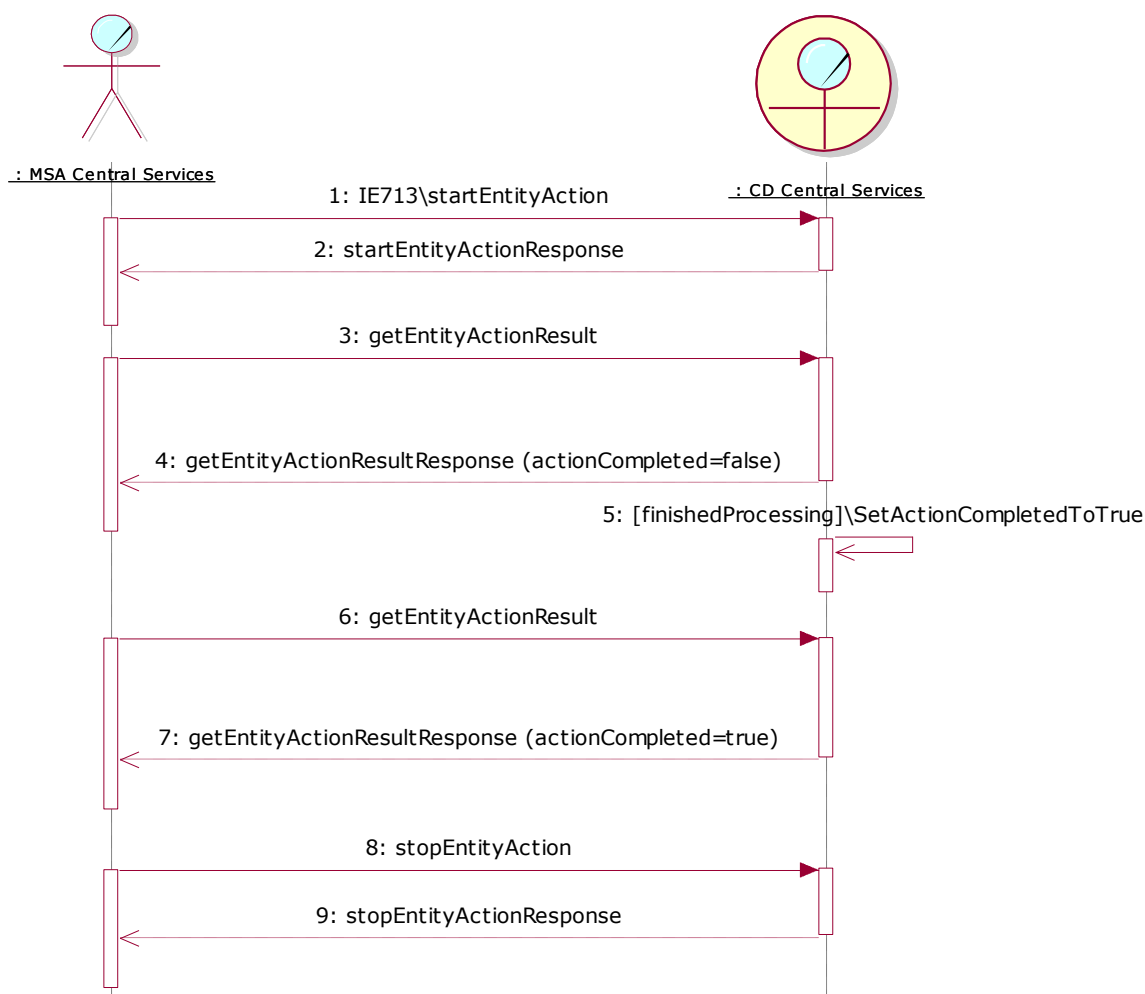 : MSA Central Services
: CD Central Services
1: IE713\startEntityAction
2: startEntityActionResponse
3: getEntityActionResult
4: getEntityActionResultResponse (actionCompleted=false)
5: [finishedProcessing]\SetActionCompletedToTrue
6: getEntityActionResult
7: getEntityActionResultResponse (actionCompleted=true)
8: stopEntityAction
9: stopEntityActionResponse